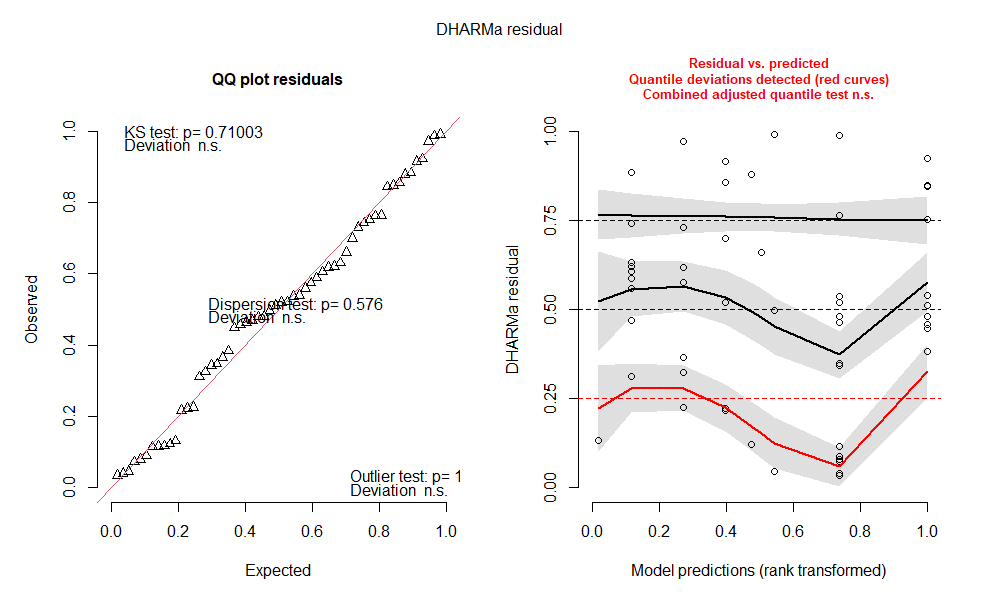 DHARMa residual
QQ plot residuals
KS test: p= 0.71003
Deviation n.s.
Dispersion test: p= 0.576
Deviation n.s.
Outlier test: p= 1
Deviation n.s.
Observed
0.0 0.2 0.4 0.6 0.8 1.0
0.0 0.2 0.4 0.6 0.8 1.0
Expected
Residual vs. predicted
Quantile deviations detected (red curves)
Combined adjusted quantile test n.s.
DHARMa residual
0.00 0.25 0.50 0.75 1.00
0.0 0.2 0.4 0.6 0.8 1.0
Model predictions (rank transformed)